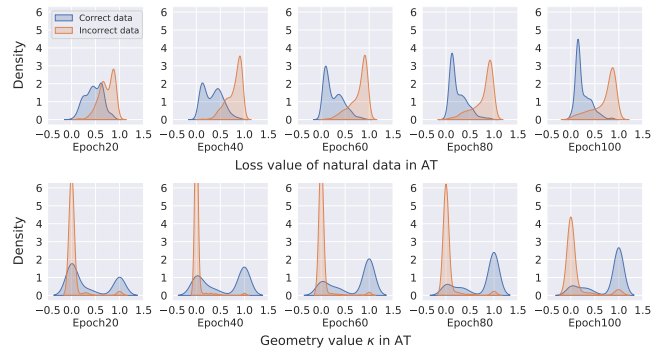 Correct data
Incorrect data
Density
6
5
4
3
2
1
0
−0.5 0.0 0.5 1.0 1.5 −0.5 0.0 0.5 1.0 1.5 −0.5 0.0 0.5 1.0 1.5 −0.5 0.0 0.5 1.0 1.5 −0.5 0.0 0.5 1.0 1.5
Epoch20 Epoch40 Epoch60 Epoch80 Epoch100
Loss value of natural data in AT
Density
6
5
4
3
2
1
0
−0.5 0.0 0.5 1.0 1.5 −0.5 0.0 0.5 1.0 1.5 −0.5 0.0 0.5 1.0 1.5 −0.5 0.0 0.5 1.0 1.5 −0.5 0.0 0.5 1.0 1.5
Epoch20 Epoch40 Epoch60 Epoch80 Epoch100
Geometry value κ in AT